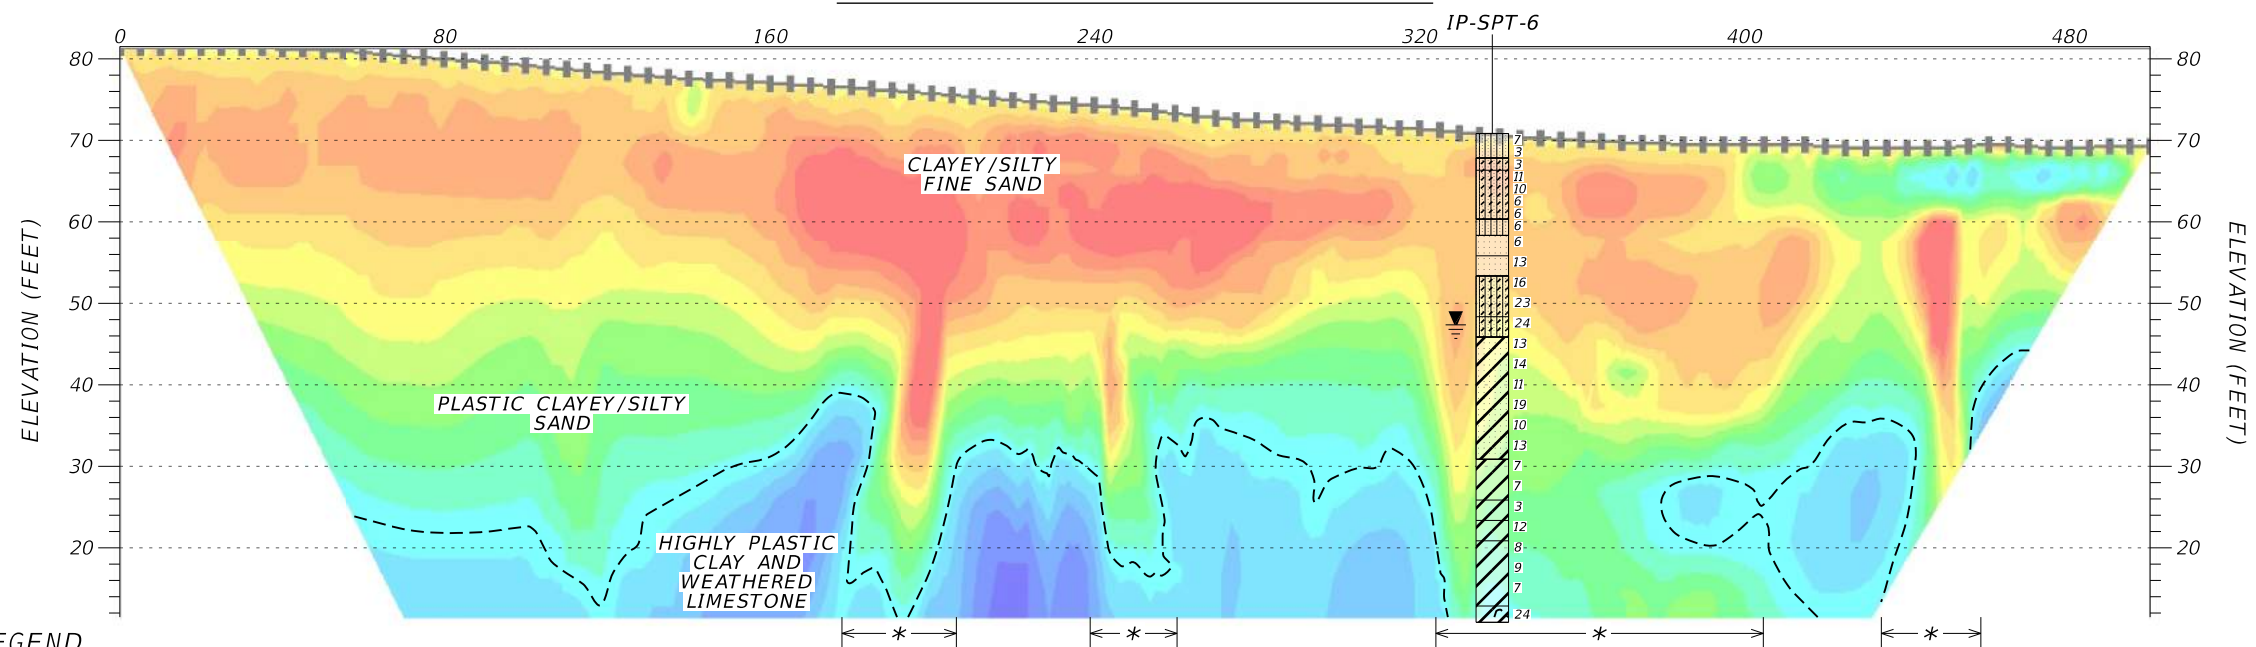 IP-SPT-6
0 80 160 240 320 400 480
80 80
70 70
60 60
50 50
40 40
30 30
20 20
ELEVATION (FEET)
ELEVATION (FEET)
CLAYEY/SILTY
FINE SAND
PLASTIC CLAYEY/SILTY
SAND
HIGHLY PLASTIC
CLAY AND
WEATHERED
LIMESTONE
7
3
3
11
10
6
6
6
6
13
16
23
24
13
14
11
19
10
13
7
7
3
12
8
9
7
24
* * * *
EGEND